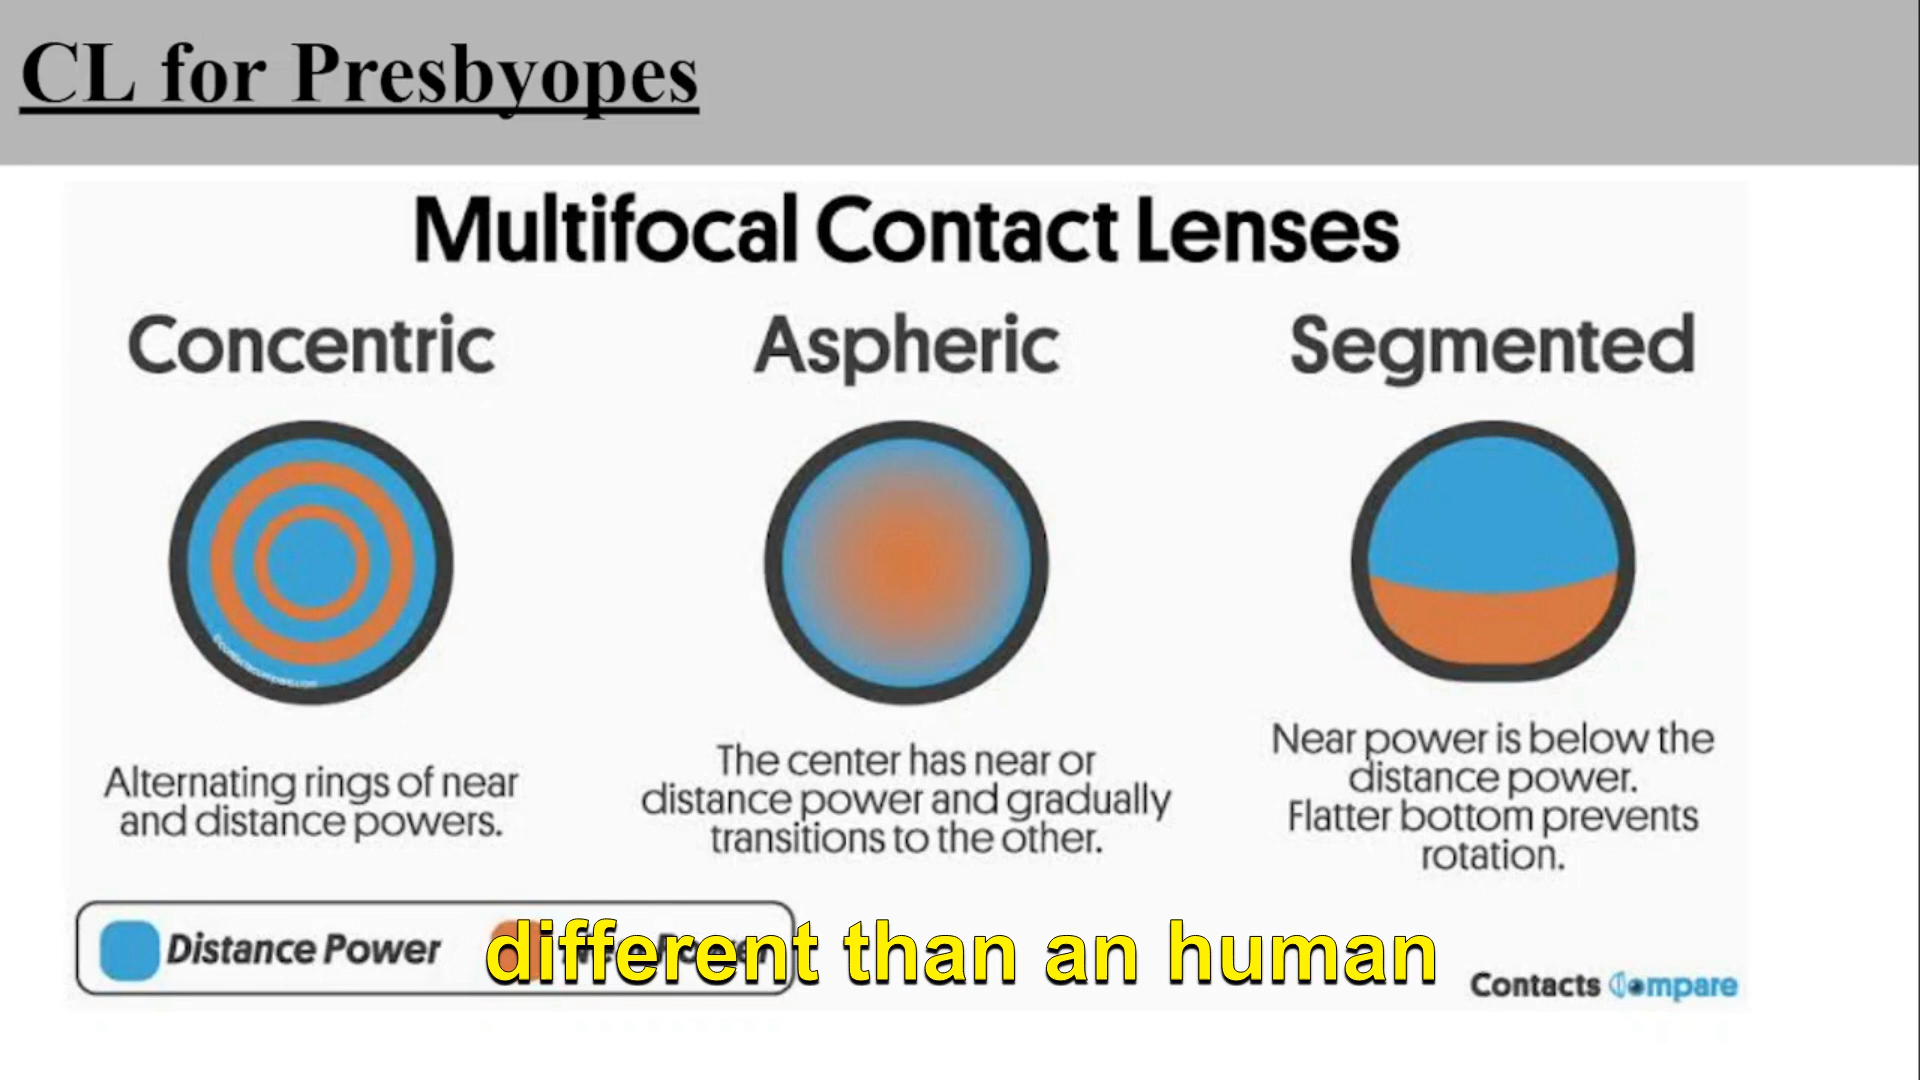 CL for Presbyopes
Multifocal Contact Lenses
Concentric
Aspheric
Segmented
Alternating rings of near
and distance powers.
The center has near or
distance power and gradually
transitions to the other.
Near power is below the
distance power.
Flatter bottom prevents
rotation.
Distance Power
different than an human
Contacts Compare